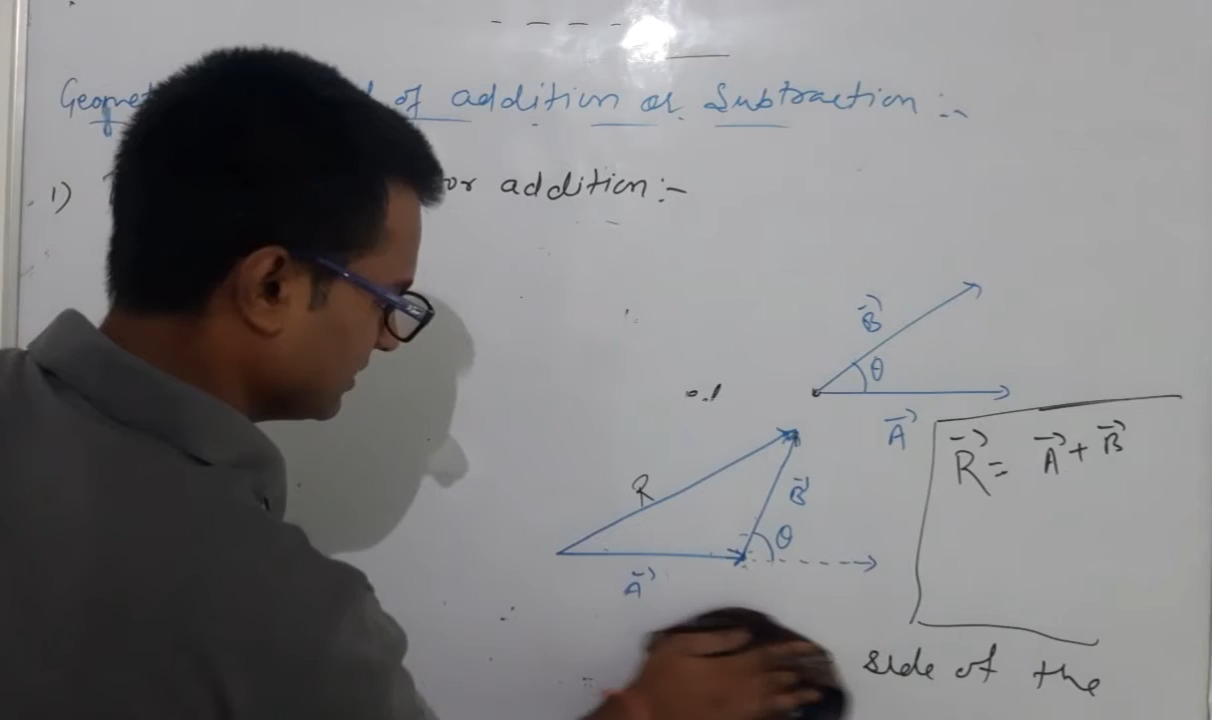 of addition or Subtraction :-
1) or addition :-
B⃗
θ
A⃗
R⃗ = A⃗ + B⃗
R
B⃗
θ
A⃗
side of the